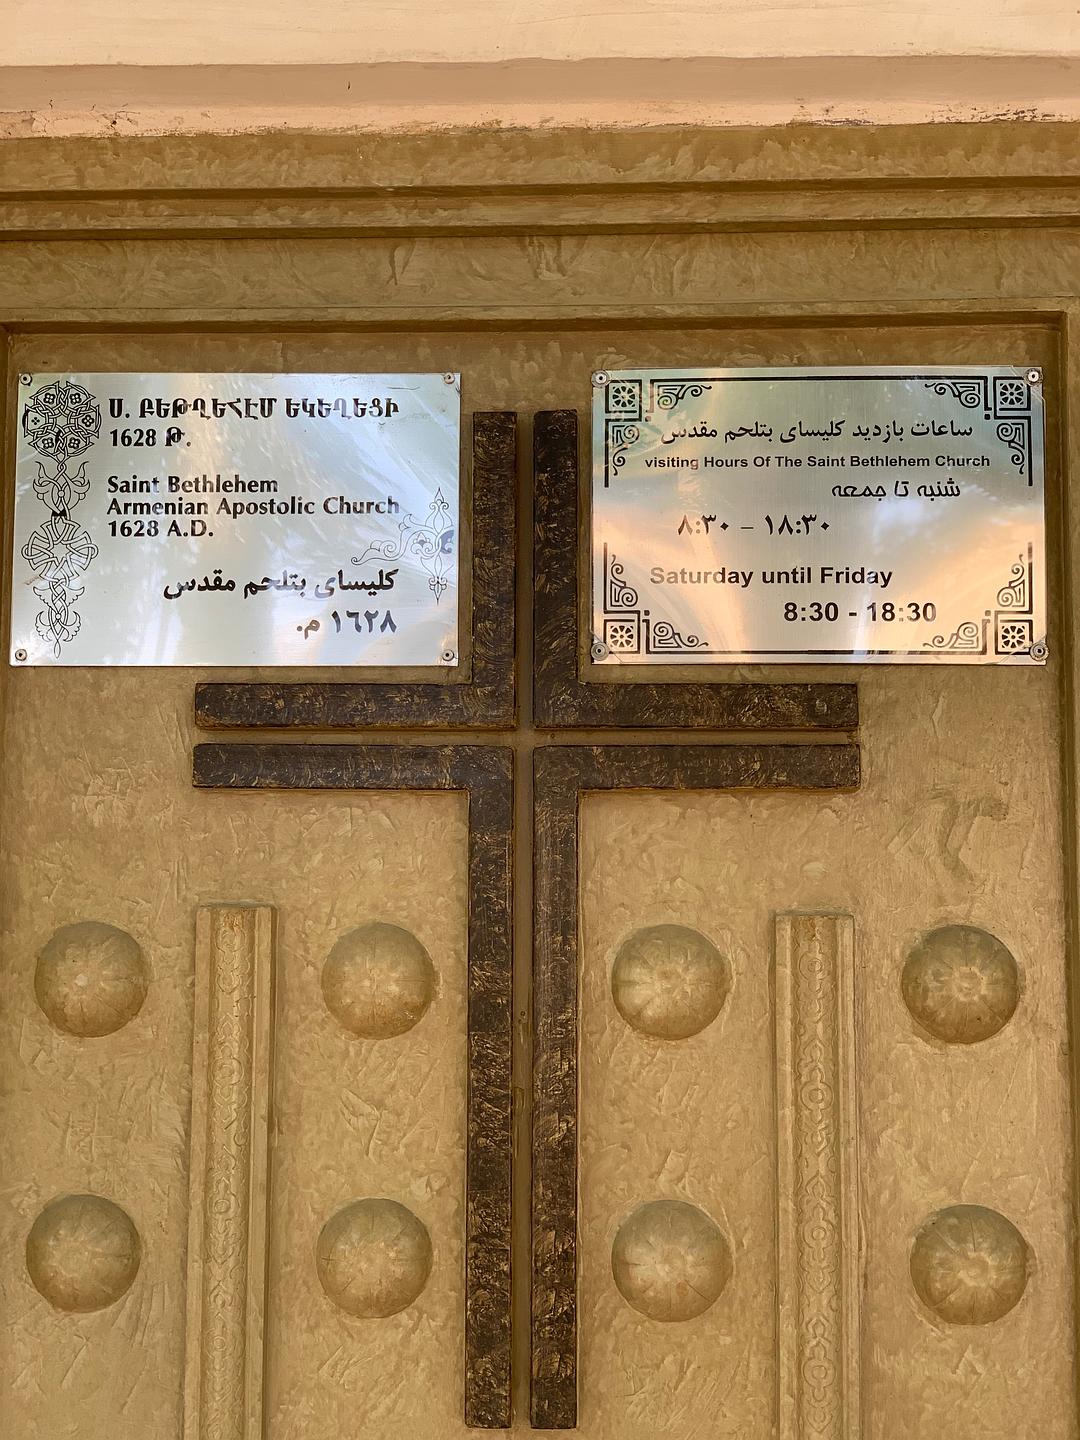 Ս. ԲԵԹՂԵՀԷՄ ԵԿԵՂԵՑԻ
1628 Թ.
Saint Bethlehem
Armenian Apostolic Church
1628 A.D.
کلیسای بتلحم مقدس
١٦٢٨ م.
ساعات بازدید کلیسای بتلحم مقدس
visiting Hours Of The Saint Bethlehem Church
شنبه تا جمعه
۸:۳۰ – ۱۸:۳۰
Saturday until Friday
8:30 - 18:30